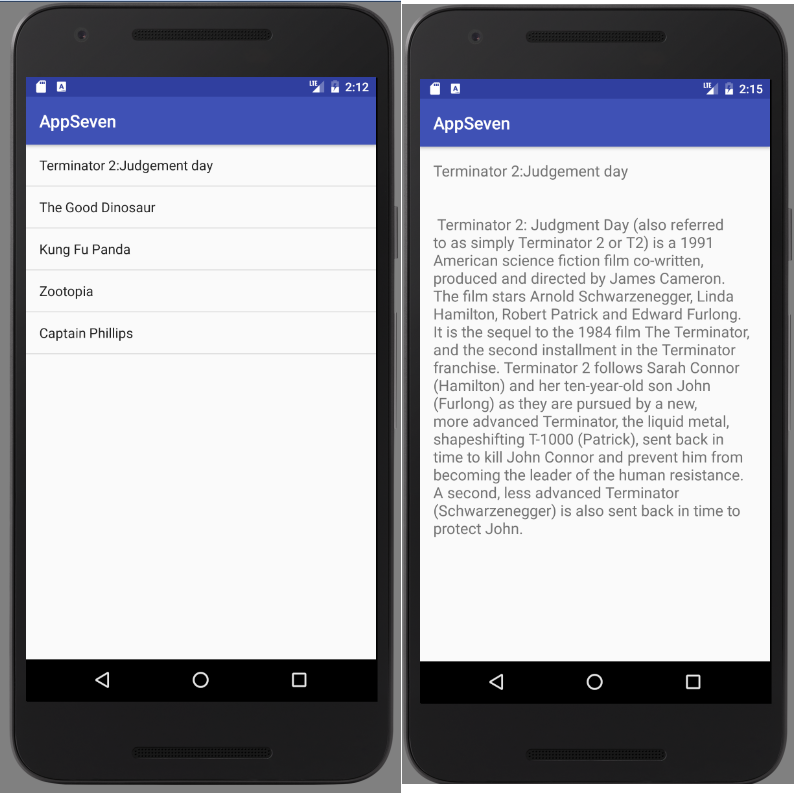 LTE 2:12
AppSeven
Terminator 2:Judgement day
The Good Dinosaur
Kung Fu Panda
Zootopia
Captain Phillips
LTE 2:15
AppSeven
Terminator 2:Judgement day
Terminator 2: Judgment Day (also referred
to as simply Terminator 2 or T2) is a 1991
American science fiction film co-written,
produced and directed by James Cameron.
The film stars Arnold Schwarzenegger, Linda
Hamilton, Robert Patrick and Edward Furlong.
It is the sequel to the 1984 film The Terminator,
and the second installment in the Terminator
franchise. Terminator 2 follows Sarah Connor
(Hamilton) and her ten-year-old son John
(Furlong) as they are pursued by a new,
more advanced Terminator, the liquid metal,
shapeshifting T-1000 (Patrick), sent back in
time to kill John Connor and prevent him from
becoming the leader of the human resistance.
A second, less advanced Terminator
(Schwarzenegger) is also sent back in time to
protect John.